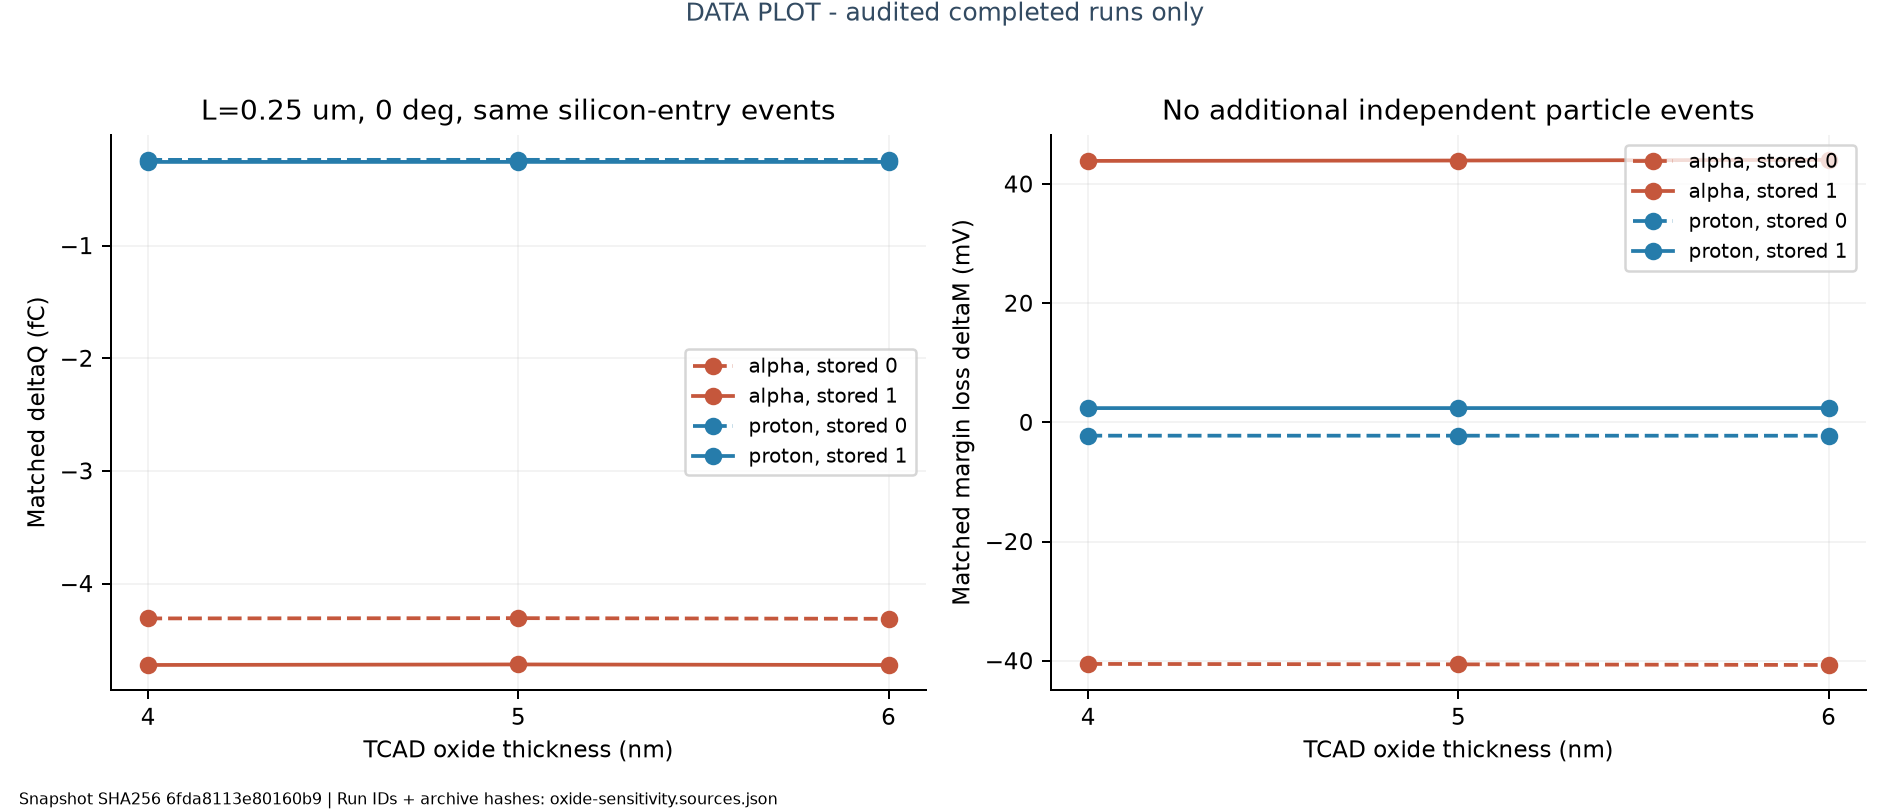 DATA PLOT - audited completed runs only
L=0.25 um, 0 deg, same silicon-entry events
Matched deltaQ (fC)
−1
−2
−3
−4
alpha, stored 0
alpha, stored 1
proton, stored 0
proton, stored 1
4
5
6
TCAD oxide thickness (nm)
No additional independent particle events
Matched margin loss deltaM (mV)
40
20
0
−20
−40
alpha, stored 0
alpha, stored 1
proton, stored 0
proton, stored 1
4
5
6
TCAD oxide thickness (nm)
Snapshot SHA256 6fda8113e80160b9 | Run IDs + archive hashes: oxide-sensitivity.sources.json